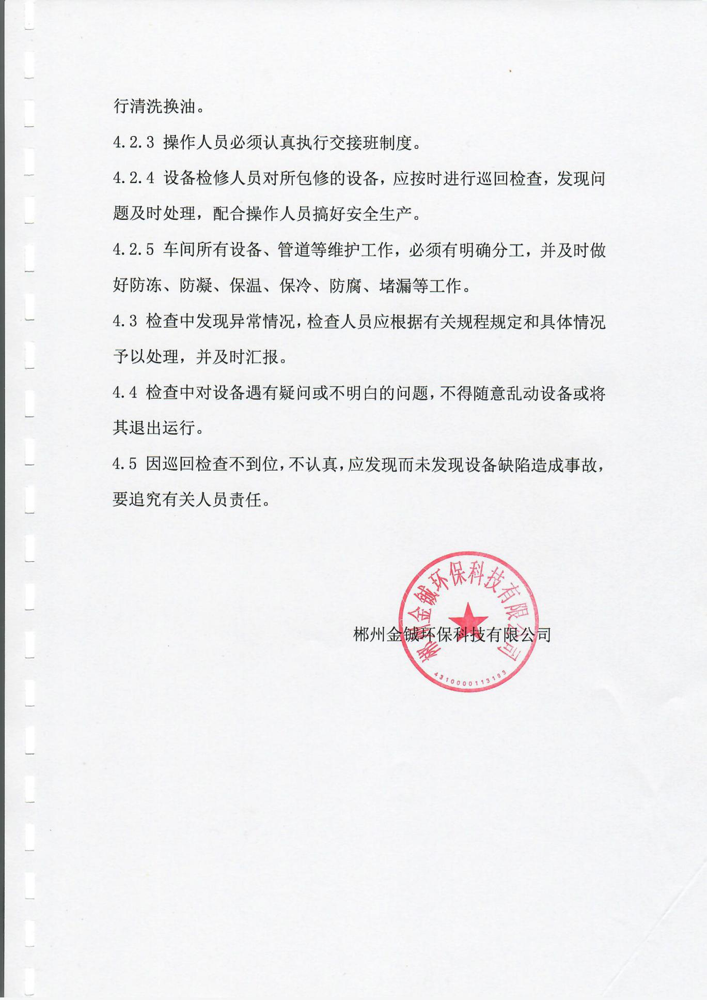 行清洗换油。
4.2.3 操作人员必须认真执行交接班制度。
4.2.4 设备检修人员对所包修的设备，应按时进行巡回检查，发现问
题及时处理，配合操作人员搞好安全生产。
4.2.5 车间所有设备、管道等维护工作，必须有明确分工，并及时做
好防冻、防凝、保温、保冷、防腐、堵漏等工作。
4.3 检查中发现异常情况，检查人员应根据有关规程规定和具体情况
予以处理，并及时汇报。
4.4 检查中对设备遇有疑问或不明白的问题，不得随意乱动设备或将
其退出运行。
4.5 因巡回检查不到位，不认真，应发现而未发现设备缺陷造成事故，
要追究有关人员责任。
郴州金铖环保科技有限公司
郴州金铖环保科技有限公司
4310000113193